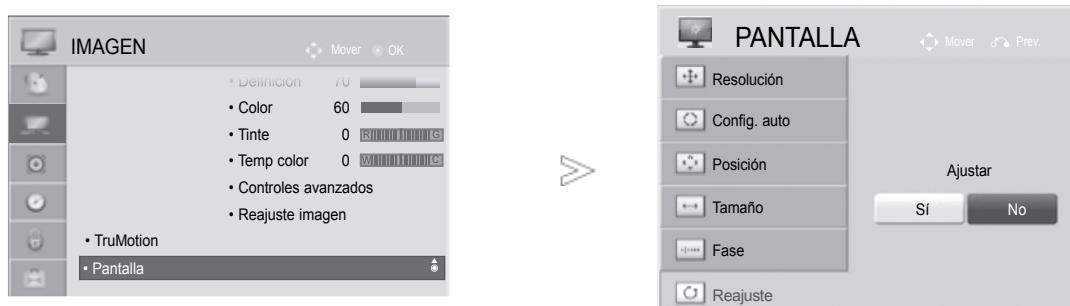 IMAGEN
Mover OK
• Definición 70
• Color 60
• Tinte 0 R G
• Temp color 0 W C
• Controles avanzados
• Reajuste imagen
• TruMotion
• Pantalla
PANTALLA
Mover Prev.
Resolución
Config. auto
Posición
Tamaño
Fase
Reajuste
Ajustar
Sí No